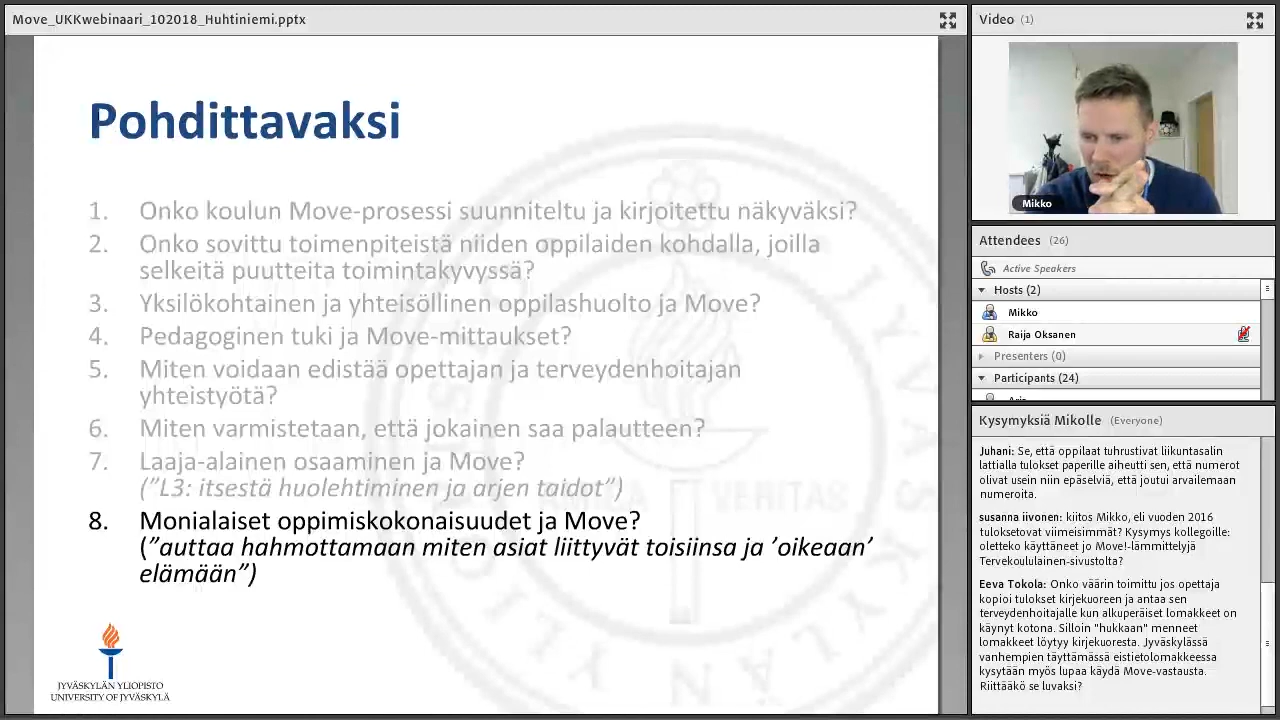 Move_UKKwebinaari_102018_Huhtiniemi.pptx
Pohdittavaksi
1. Onko koulun Move-prosessi suunniteltu ja kirjoitettu näkyväksi?
2. Onko sovittu toimenpiteistä niiden oppilaiden kohdalla, joilla
selkeitä puutteita toimintakyvyssä?
3. Yksilökohtainen ja yhteisöllinen oppilashuolto ja Move?
4. Pedagoginen tuki ja Move-mittaukset?
5. Miten voidaan edistää opettajan ja terveydenhoitajan
yhteistyötä?
6. Miten varmistetaan, että jokainen saa palautteen?
7. Laaja-alainen osaaminen ja Move?
(”L3: itsestä huolehtiminen ja arjen taidot”)
8. Monialaiset oppimiskokonaisuudet ja Move?
(”auttaa hahmottamaan miten asiat liittyvät toisiinsa ja ’oikeaan’
elämään”)
VERITAS
JYVÄSKYLÄN YLIOPISTO
UNIVERSITY OF JYVÄSKYLÄ
Video (1)
Mikko
Attendees (26)
Active Speakers
Hosts (2)
Mikko
Raija Oksanen
Presenters (0)
Participants (24)
Kysymyksiä Mikolle (Everyone)
Juhani: Se, että oppilaat tuhrustivat liikuntasalin
lattialla tulokset paperille aiheutti sen, että numerot
olivat usein niin epäselviä, että joutui arvailemaan
numeroita.
susanna iivonen: kiitos Mikko, eli vuoden 2016
tuloksetovat viimeisimmät? Kysymys kollegoille:
oletteko käyttäneet jo Move!-lämmittelyjä
Tervekoululainen-sivustolta?
Eeva Tokola: Onko väärin toimittu jos opettaja
kopioi tulokset kirjekuoreen ja antaa sen
terveydenhoitajalle kun alkuperäiset lomakkeet on
käynyt kotona. Silloin "hukkaan" menneet
lomakkeet löytyy kirjekuoresta. Jyväskylässä
vanhempien täyttämässä eistietolomakkeessa
kysytään myös lupaa käydä Move-vastausta.
Riittääkö se luvaksi?